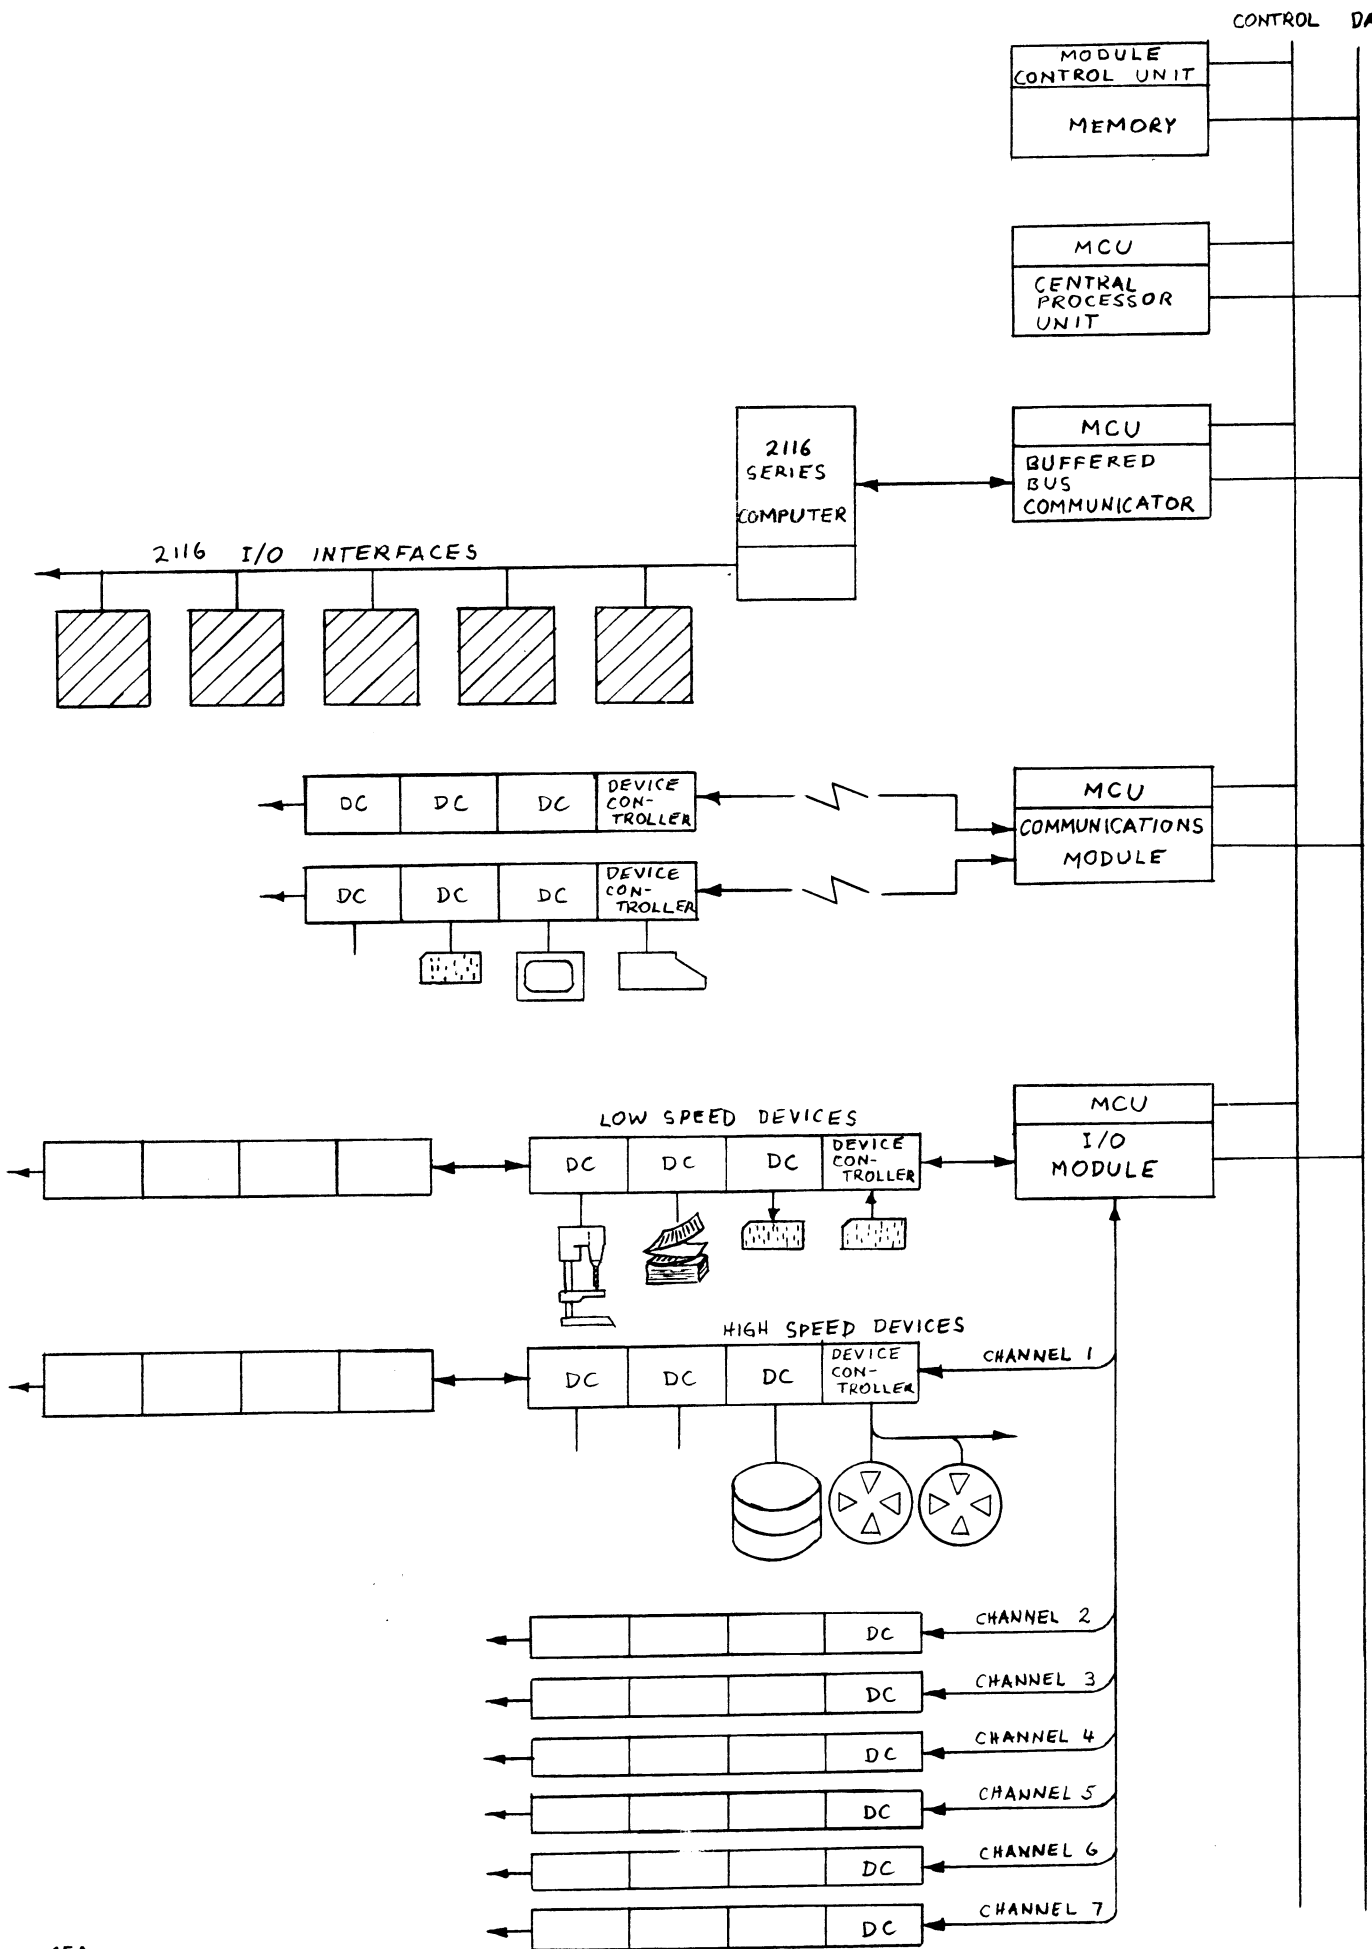 CONTROL
MODULE
CONTROL UNIT
MEMORY
MCU
CENTRAL
PROCESSOR
UNIT
2116
SERIES
COMPUTER
MCU
BUFFERED
BUS
COMMUNICATOR
2116 I/O INTERFACES
DC DC DC DEVICE
CON-
TROLLER
MCU
COMMUNICATIONS
MODULE
DC DC DC DEVICE
CON-
TROLLER
LOW SPEED DEVICES
DC DC DC DEVICE
CON-
TROLLER
MCU
I/O
MODULE
HIGH SPEED DEVICES
DC DC DC DEVICE
CON-
TROLLER
CHANNEL 1
DC CHANNEL 2
DC CHANNEL 3
DC CHANNEL 4
DC CHANNEL 5
DC CHANNEL 6
DC CHANNEL 7